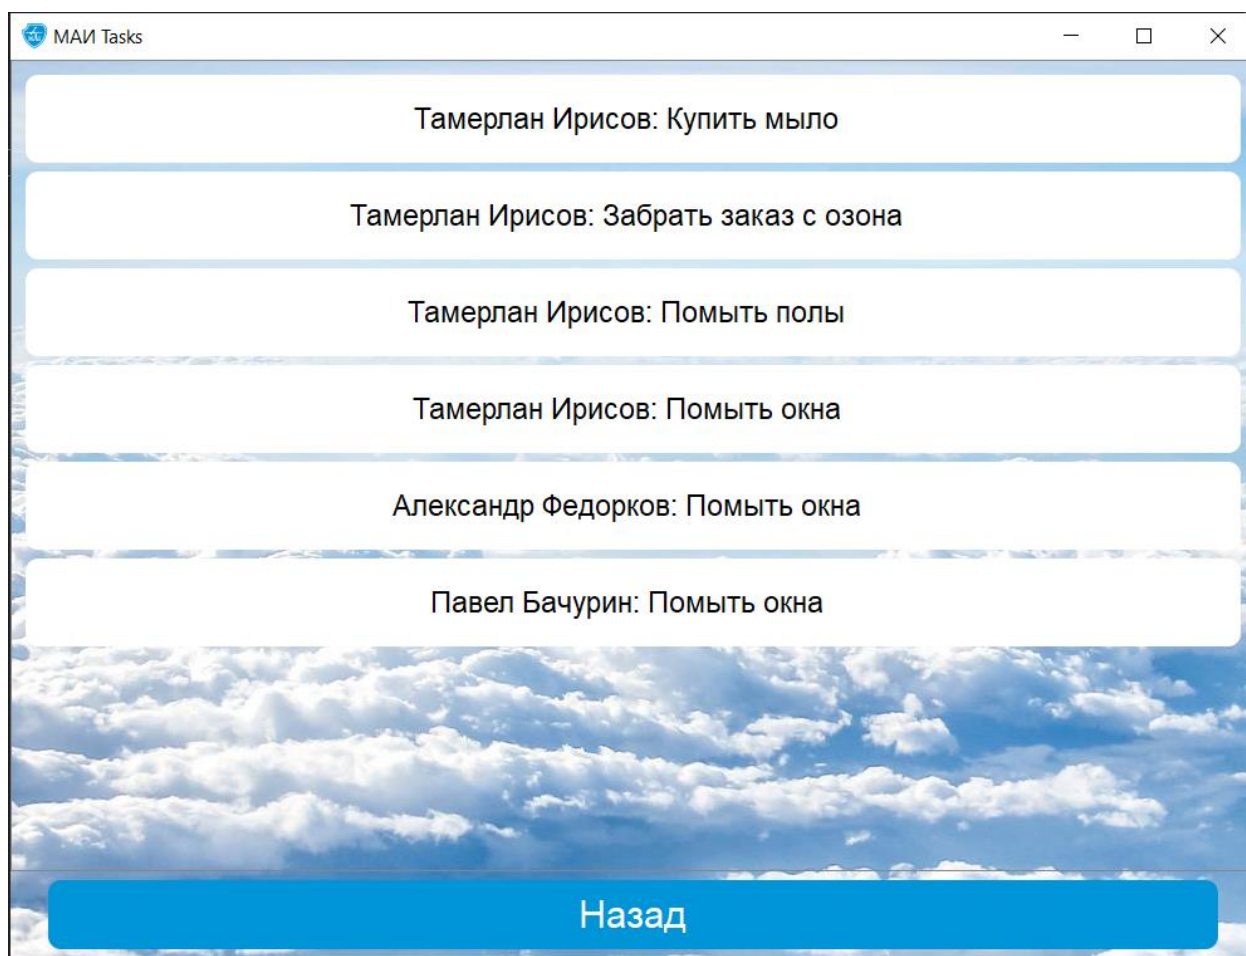 МАИ Tasks
Тамерлан Ирисов: Купить мыло
Тамерлан Ирисов: Забрать заказ с озона
Тамерлан Ирисов: Помыть полы
Тамерлан Ирисов: Помыть окна
Александр Федорков: Помыть окна
Павел Бачурин: Помыть окна
Назад